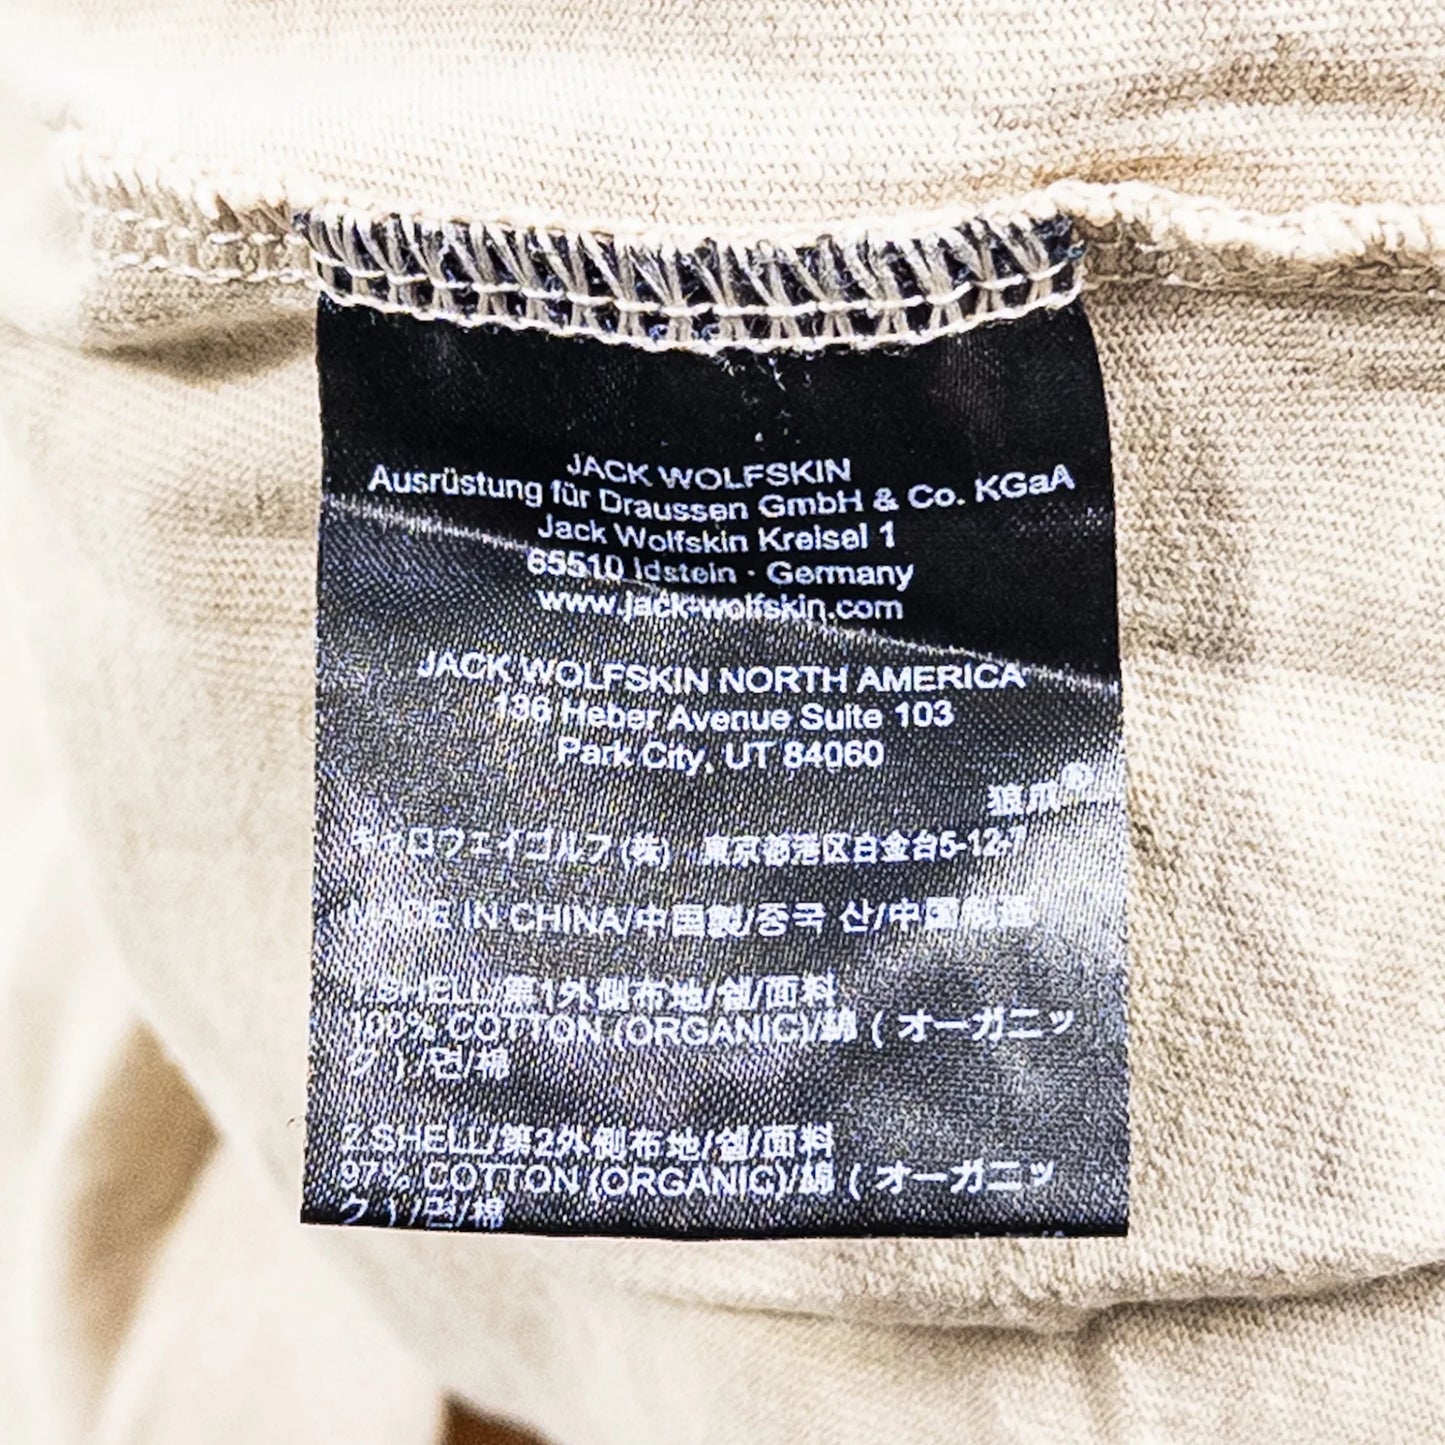 JACK WOLFSKIN
Ausrüstung für Draussen GmbH & Co. KGaA
Jack Wolfskin Kreisel 1
65510 Idstein · Germany
www.jack-wolfskin.com
JACK WOLFSKIN NORTH AMERICA
136 Heber Avenue Suite 103
Park City, UT 84060
狼爪®
キャロウェイゴルフ (株) 東京都港区白金台5-12-7
MADE IN CHINA/中国製/중국 산/中国制造
1.SHELL/第1外側布地/쉘/面料
100% COTTON (ORGANIC)/綿 ( オーガニッ
ク ) /면/棉
2.SHELL/第2外側布地/쉘/面料
97% COTTON (ORGANIC)/綿 ( オーガニッ
ク ) /면/棉